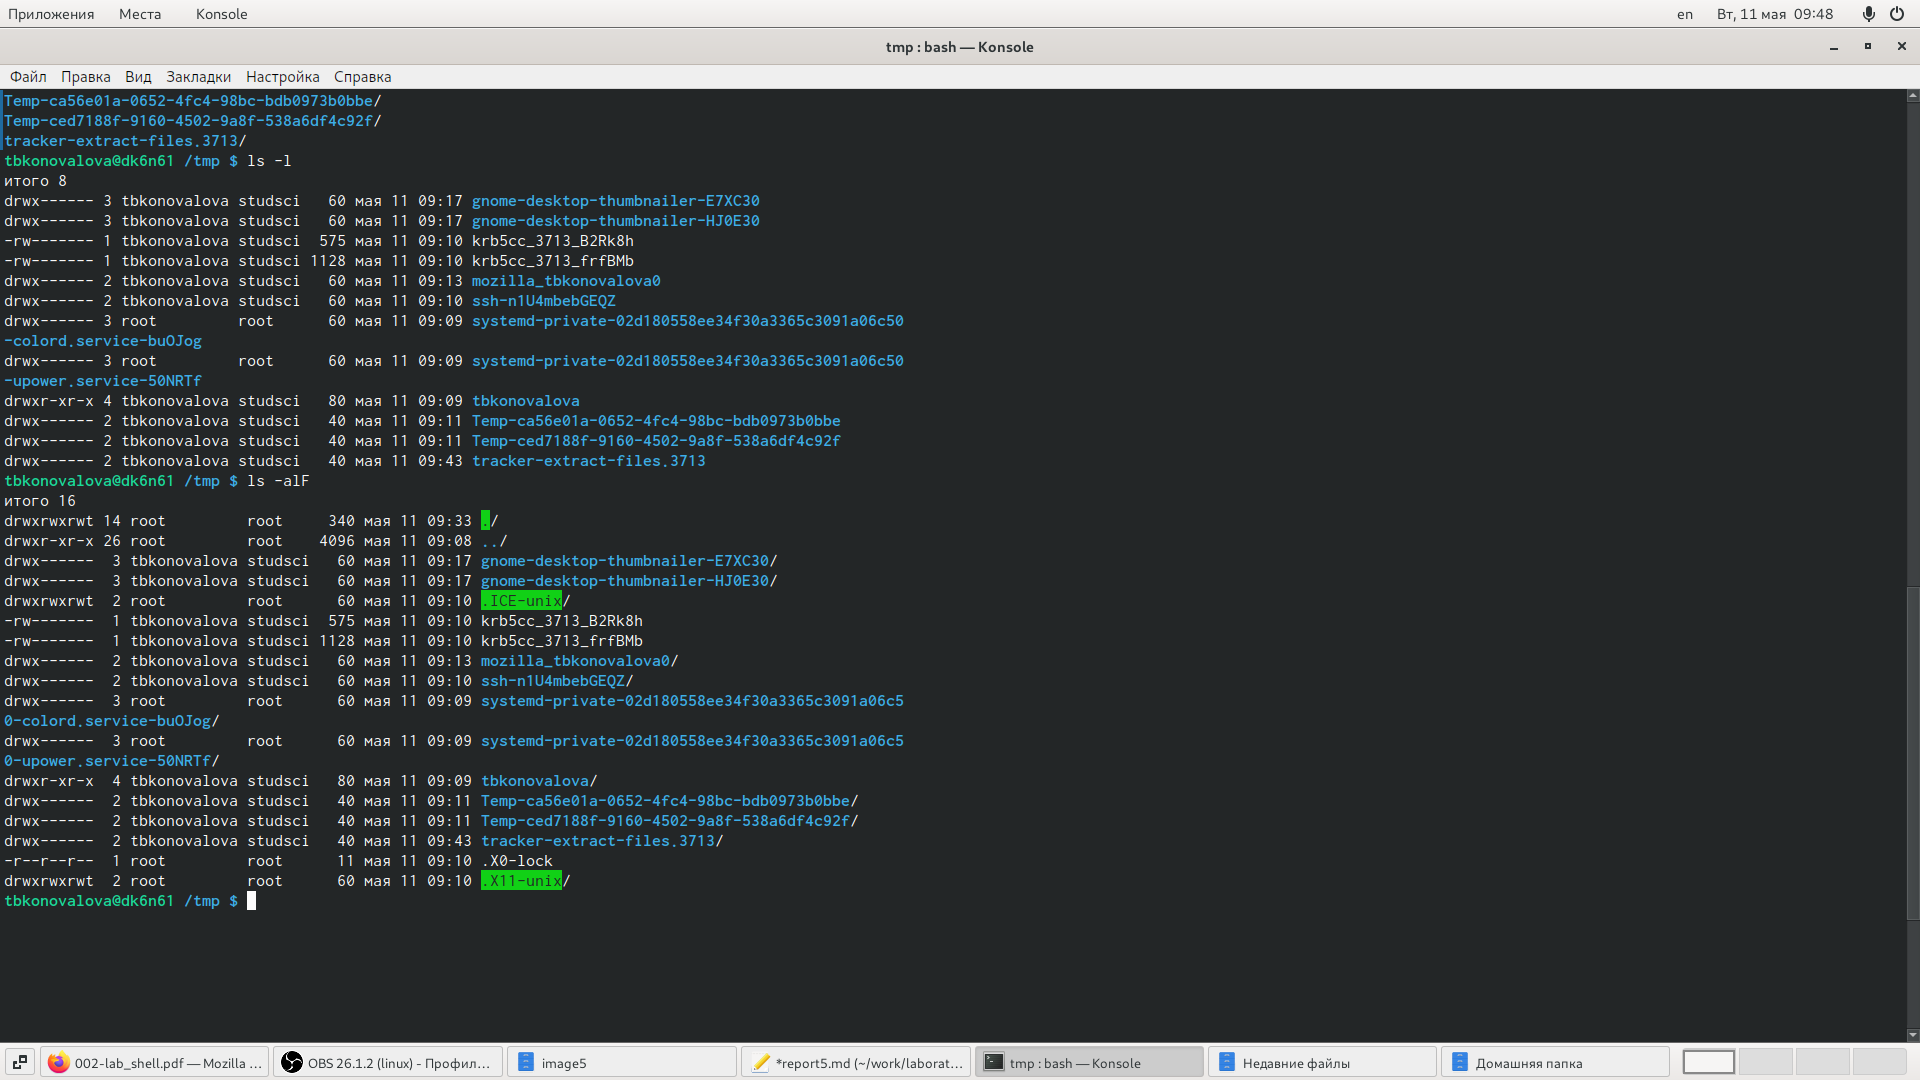 Приложения Места Konsole en Вт, 11 мая 09:48
tmp : bash — Konsole
Файл Правка Вид Закладки Настройка Справка
Temp-ca56e01a-0652-4fc4-98bc-bdb0973b0bbe/
Temp-ced7188f-9160-4502-9a8f-538a6df4c92f/
tracker-extract-files.3713/
tbkonovalova@dk6n61 /tmp $ ls -l
итого 8
drwx------ 3 tbkonovalova studsci   60 мая 11 09:17 gnome-desktop-thumbnailer-E7XC30
drwx------ 3 tbkonovalova studsci   60 мая 11 09:17 gnome-desktop-thumbnailer-HJ0E30
-rw------- 1 tbkonovalova studsci  575 мая 11 09:10 krb5cc_3713_B2Rk8h
-rw------- 1 tbkonovalova studsci 1128 мая 11 09:10 krb5cc_3713_frfBMb
drwx------ 2 tbkonovalova studsci   60 мая 11 09:13 mozilla_tbkonovalova0
drwx------ 2 tbkonovalova studsci   60 мая 11 09:10 ssh-n1U4mbebGEQZ
drwx------ 3 root         root      60 мая 11 09:09 systemd-private-02d180558ee34f30a3365c3091a06c50
-colord.service-buOJog
drwx------ 3 root         root      60 мая 11 09:09 systemd-private-02d180558ee34f30a3365c3091a06c50
-upower.service-50NRTf
drwxr-xr-x 4 tbkonovalova studsci   80 мая 11 09:09 tbkonovalova
drwx------ 2 tbkonovalova studsci   40 мая 11 09:11 Temp-ca56e01a-0652-4fc4-98bc-bdb0973b0bbe
drwx------ 2 tbkonovalova studsci   40 мая 11 09:11 Temp-ced7188f-9160-4502-9a8f-538a6df4c92f
drwx------ 2 tbkonovalova studsci   40 мая 11 09:43 tracker-extract-files.3713
tbkonovalova@dk6n61 /tmp $ ls -alF
итого 16
drwxrwxrwt 14 root         root     340 мая 11 09:33 ./
drwxr-xr-x 26 root         root    4096 мая 11 09:08 ../
drwx------  3 tbkonovalova studsci   60 мая 11 09:17 gnome-desktop-thumbnailer-E7XC30/
drwx------  3 tbkonovalova studsci   60 мая 11 09:17 gnome-desktop-thumbnailer-HJ0E30/
drwxrwxrwt  2 root         root      60 мая 11 09:10 .ICE-unix/
-rw-------  1 tbkonovalova studsci  575 мая 11 09:10 krb5cc_3713_B2Rk8h
-rw-------  1 tbkonovalova studsci 1128 мая 11 09:10 krb5cc_3713_frfBMb
drwx------  2 tbkonovalova studsci   60 мая 11 09:13 mozilla_tbkonovalova0/
drwx------  2 tbkonovalova studsci   60 мая 11 09:10 ssh-n1U4mbebGEQZ/
drwx------  3 root         root      60 мая 11 09:09 systemd-private-02d180558ee34f30a3365c3091a06c5
0-colord.service-buOJog/
drwx------  3 root         root      60 мая 11 09:09 systemd-private-02d180558ee34f30a3365c3091a06c5
0-upower.service-50NRTf/
drwxr-xr-x  4 tbkonovalova studsci   80 мая 11 09:09 tbkonovalova/
drwx------  2 tbkonovalova studsci   40 мая 11 09:11 Temp-ca56e01a-0652-4fc4-98bc-bdb0973b0bbe/
drwx------  2 tbkonovalova studsci   40 мая 11 09:11 Temp-ced7188f-9160-4502-9a8f-538a6df4c92f/
drwx------  2 tbkonovalova studsci   40 мая 11 09:43 tracker-extract-files.3713/
-r--r--r--  1 root         root      11 мая 11 09:10 .X0-lock
drwxrwxrwt  2 root         root      60 мая 11 09:10 .X11-unix/
tbkonovalova@dk6n61 /tmp $
002-lab_shell.pdf — Mozilla ... OBS 26.1.2 (linux) - Профил... image5 *report5.md (~/work/laborat... tmp : bash — Konsole Недавние файлы Домашняя папка